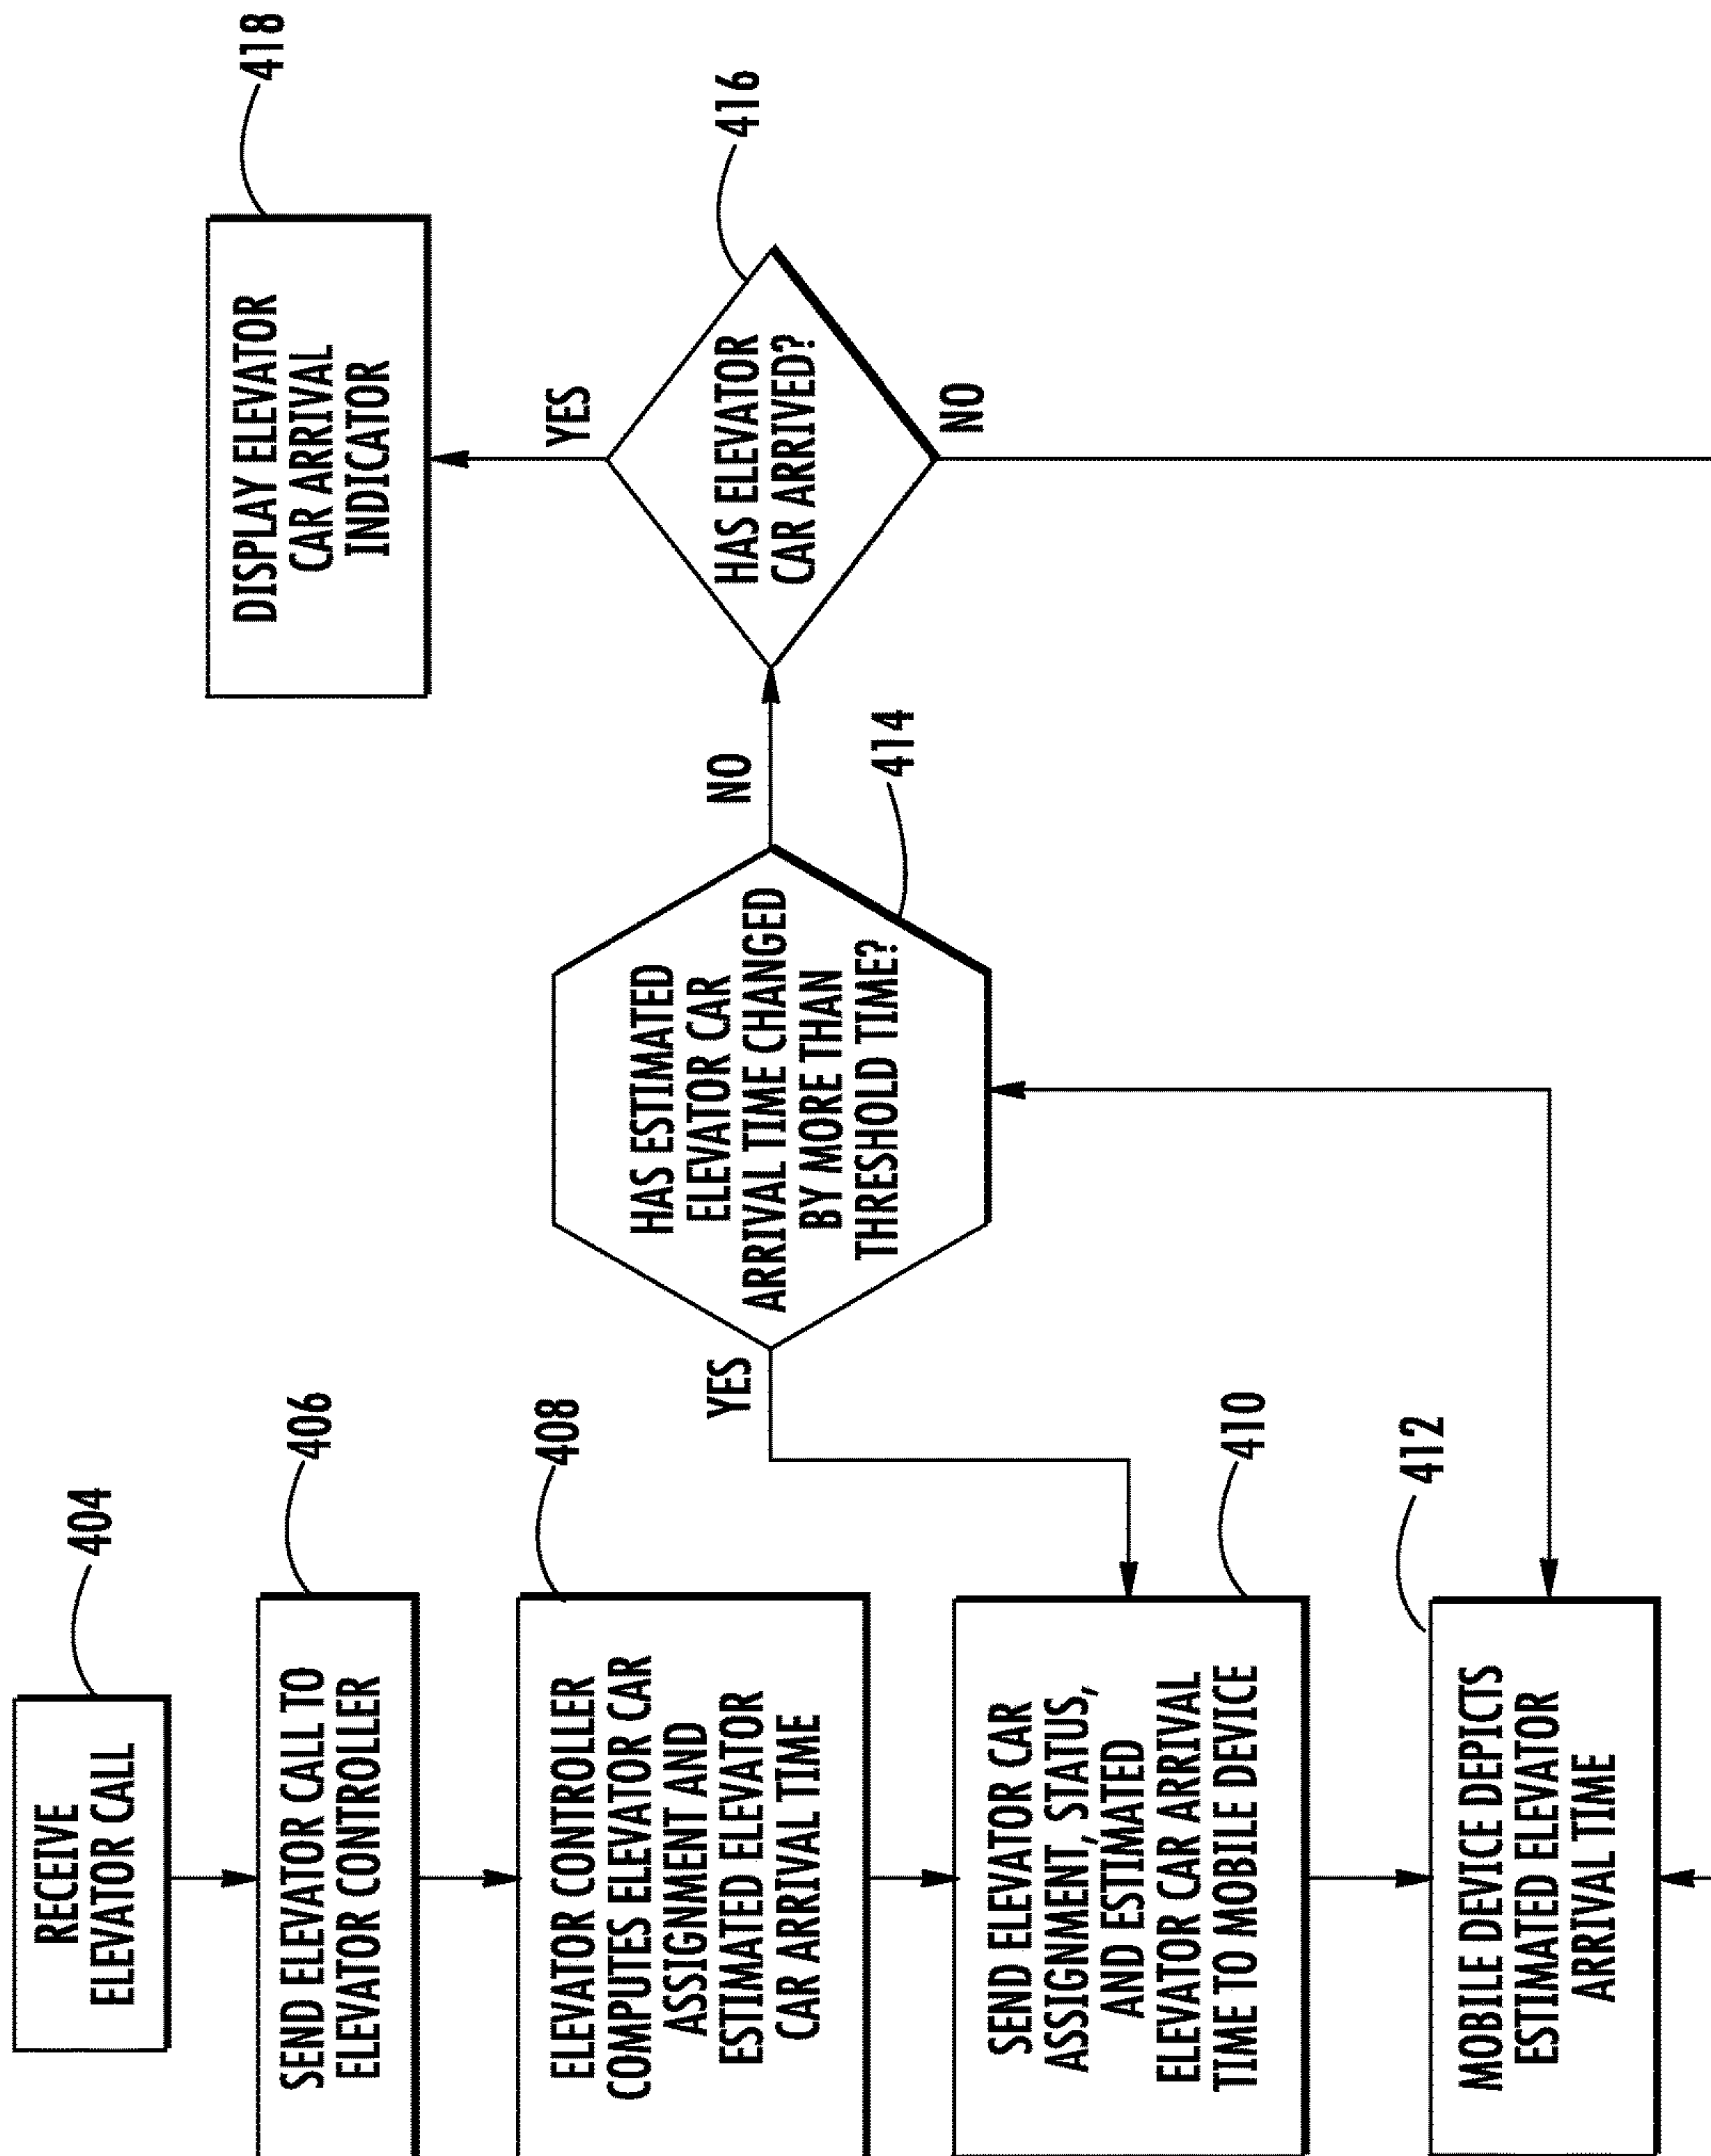 404
RECEIVE
ELEVATOR CALL
406
SEND ELEVATOR CALL TO
ELEVATOR CONTROLLER
408
ELEVATOR CONTROLLER
COMPUTES ELEVATOR CAR
ASSIGNMENT AND
ESTIMATED ELEVATOR
CAR ARRIVAL TIME
410
SEND ELEVATOR CAR
ASSIGNMENT, STATUS,
AND ESTIMATED
ELEVATOR CAR ARRIVAL
TIME TO MOBILE DEVICE
412
MOBILE DEVICE DEPICTS
ESTIMATED ELEVATOR
ARRIVAL TIME
YES
HAS ESTIMATED
ELEVATOR CAR
ARRIVAL TIME CHANGED
BY MORE THAN
THRESHOLD TIME?
414
NO
HAS ELEVATOR
CAR ARRIVED?
416
YES
NO
DISPLAY ELEVATOR
CAR ARRIVAL
INDICATOR
418